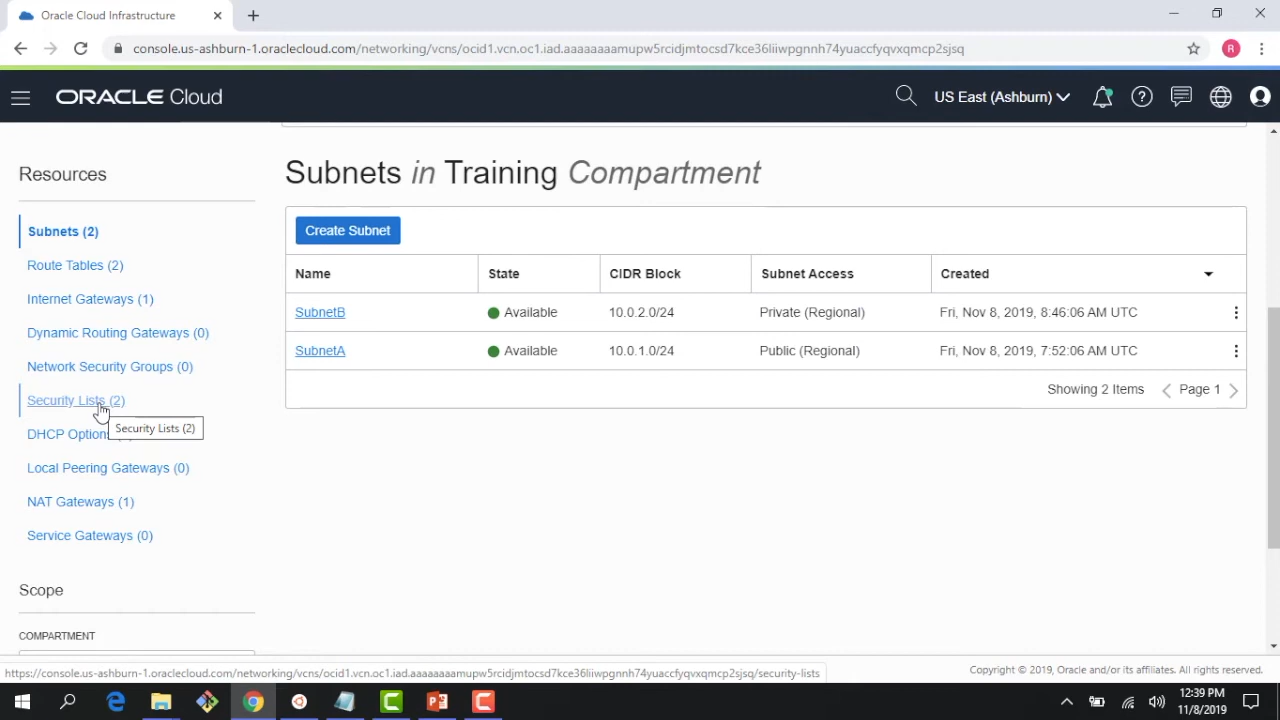 Oracle Cloud Infrastructure
console.us-ashburn-1.oraclecloud.com/networking/vcns/ocid1.vcn.oc1.iad.aaaaaaaamupw5rcidjmtocsd7kce36liiwpgnnh74yuaccfyqvxqmcp2sjsq
R
ORACLE Cloud
US East (Ashburn)
Resources
Subnets (2)
Route Tables (2)
Internet Gateways (1)
Dynamic Routing Gateways (0)
Network Security Groups (0)
Security Lists (2)
Security Lists (2)
DHCP Option
Local Peering Gateways (0)
NAT Gateways (1)
Service Gateways (0)
Scope
COMPARTMENT
Subnets in Training Compartment
Create Subnet
Name State CIDR Block Subnet Access Created
SubnetB Available 10.0.2.0/24 Private (Regional) Fri, Nov 8, 2019, 8:46:06 AM UTC
SubnetA Available 10.0.1.0/24 Public (Regional) Fri, Nov 8, 2019, 7:52:06 AM UTC
Showing 2 Items Page 1
https://console.us-ashburn-1.oraclecloud.com/networking/vcns/ocid1.vcn.oc1.iad.aaaaaaaamupw5rcidjmtocsd7kce36liiwpgnnh74yuaccfyqvxqmcp2sjsq/security-lists
Copyright © 2019, Oracle and/or its affiliates. All rights reserved.
12:39 PM
11/8/2019